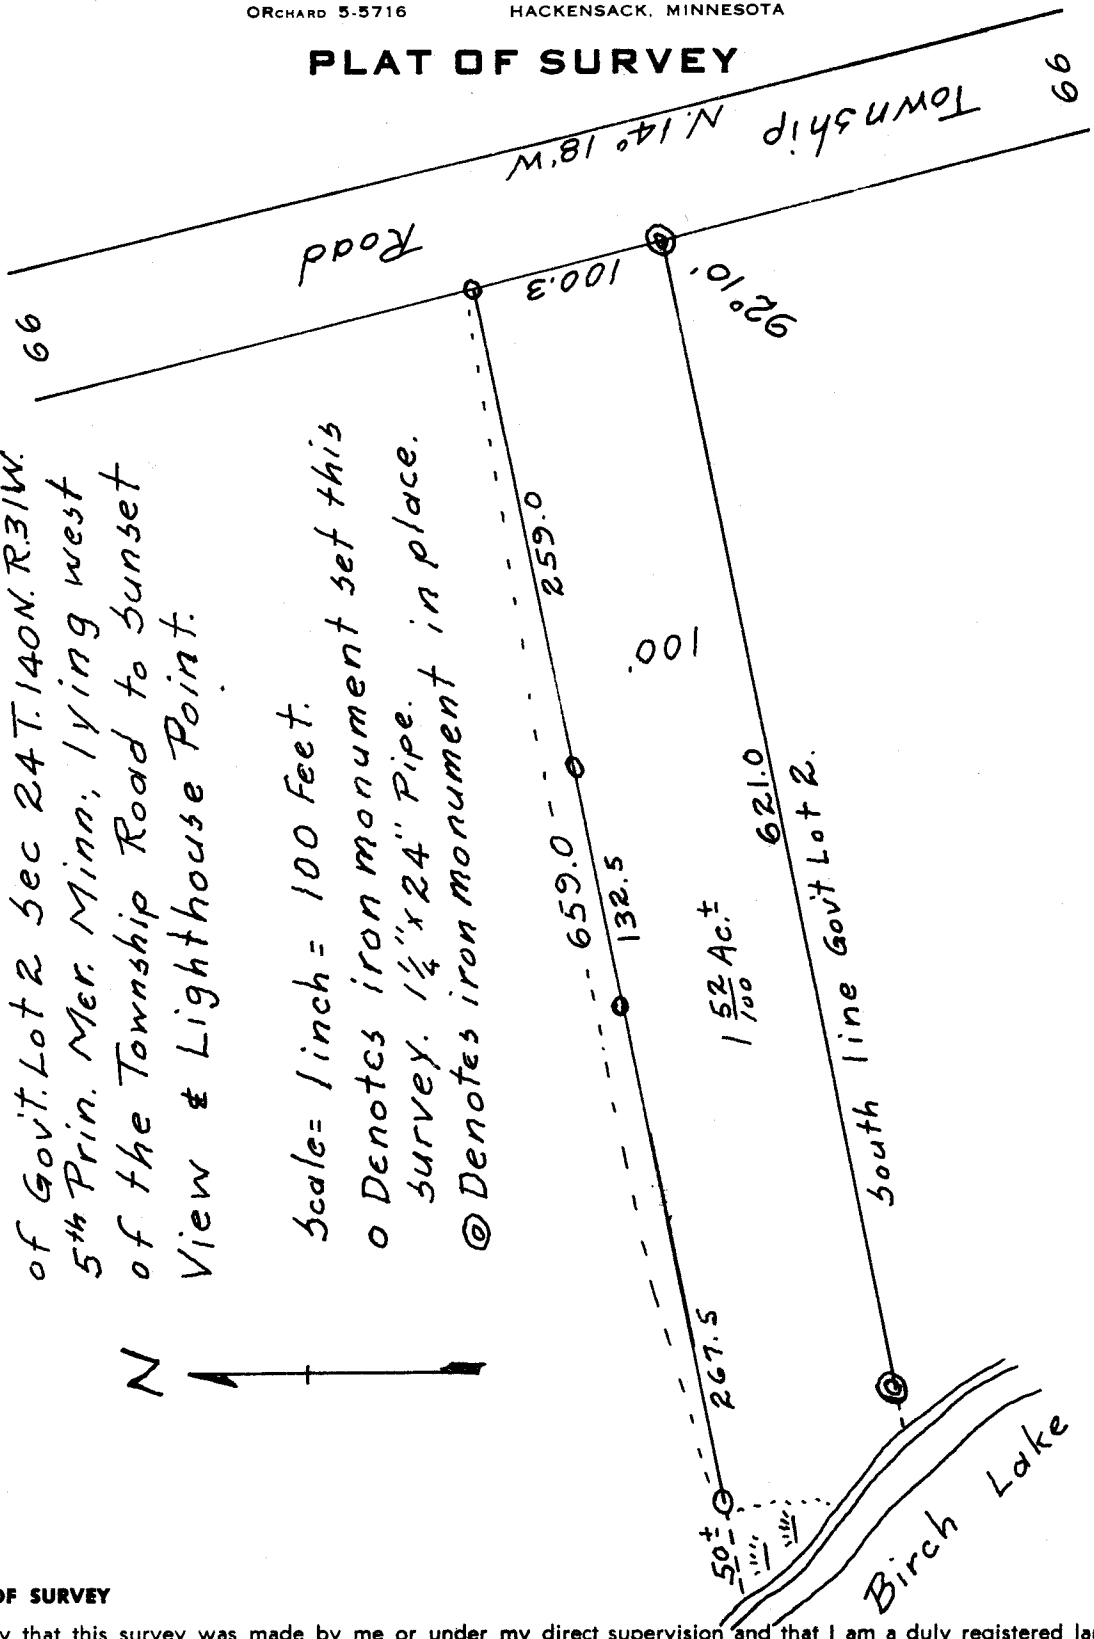 ORCHARD 5-5716 HACKENSACK, MINNESOTA
PLAT OF SURVEY
of Gov't. Lot 2 Sec 24 T. 140 N. R. 31 W.
5th Prin. Mer. Minn., lying west
of the Township Road to Sunset
View & Lighthouse Point.
Scale = 1 inch = 100 Feet.
o Denotes iron monument set this
survey. 1¼" x 24" Pipe.
◎ Denotes iron monument in place.
N
66
Township
Road
66
N. 14° 18' W
100.3
92° 10'
259.0
100.
659.0
132.5
621.0
South line Gov't Lot 2.
1 52/100 Ac. ±
267.5
50 ±
Birch Lake
OF SURVEY
y that this survey was made by me or under my direct supervision and that I am a duly registered la